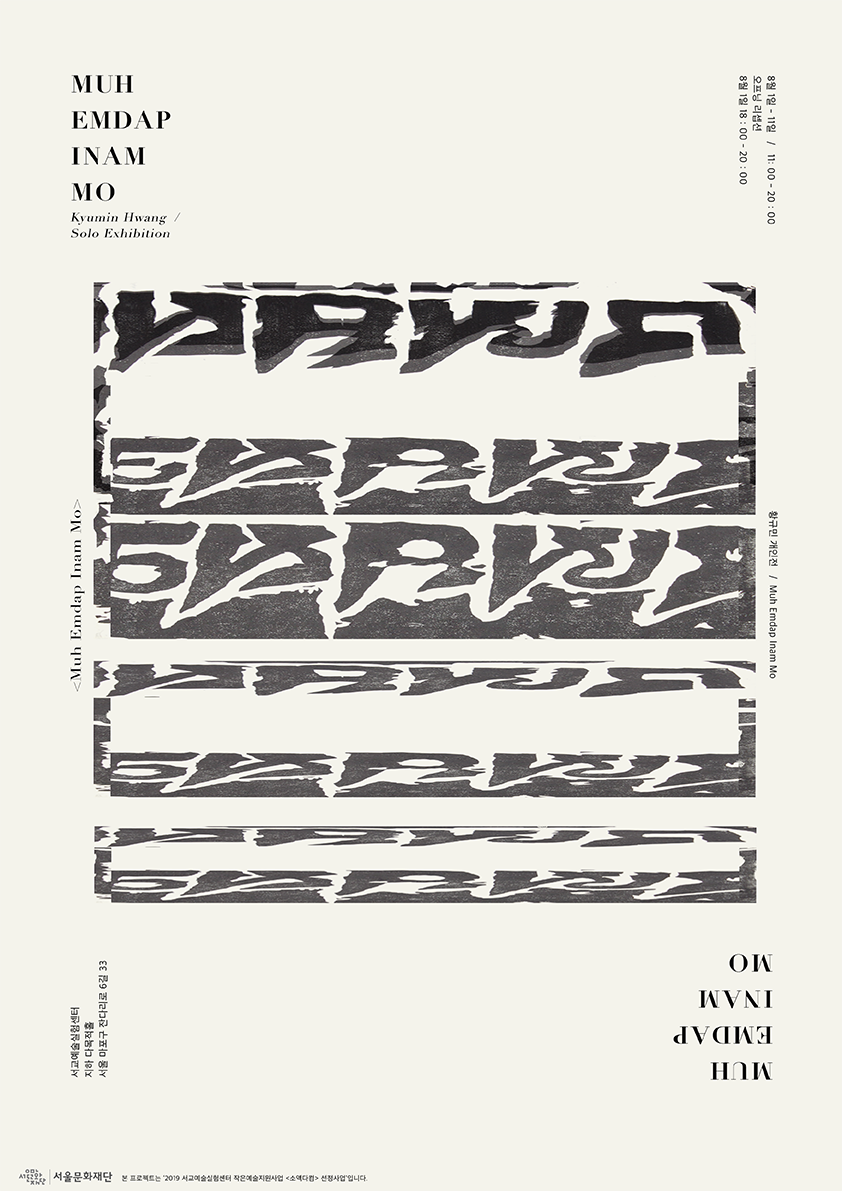 MUH
EMDAP
INAM
MO
Kyumin Hwang /
Solo Exhibition
8월 1일 - 11일 / 11: 00 - 20 : 00
오프닝 리셉션
8월 1일 18 : 00 - 20 : 00
<Muh Emdap Inam Mo>
황규민 개인전 / Muh Emdap Inam Mo
서교예술실험센터
지하 다목적홀
서울 마포구 잔다리로 6길 33
MUH
EMDAP
INAM
MO
서울문화재단
본 프로젝트는 '2019 서교예술실험센터 작은예술지원사업 <소액다컴> 선정사업'입니다.